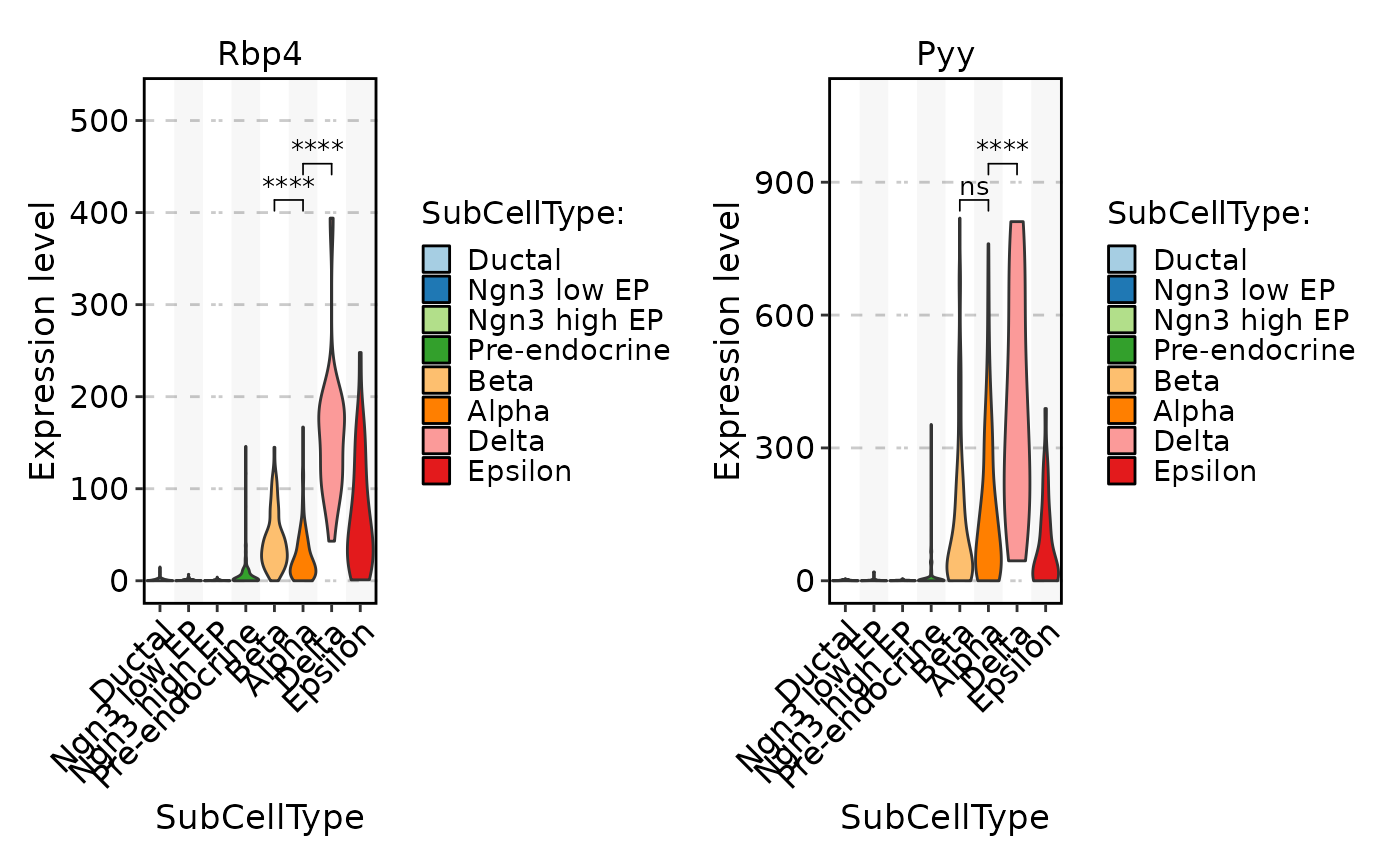 Rbp4
Expression level
500
400
300
200
100
0
****
****
Ductal
Ngn3 low EP
Ngn3 high EP
Pre-endocrine
Beta
Alpha
Delta
Epsilon
SubCellType
SubCellType:
Ductal
Ngn3 low EP
Ngn3 high EP
Pre-endocrine
Beta
Alpha
Delta
Epsilon
Pyy
Expression level
900
600
300
0
****
ns
Ductal
Ngn3 low EP
Ngn3 high EP
Pre-endocrine
Beta
Alpha
Delta
Epsilon
SubCellType
SubCellType:
Ductal
Ngn3 low EP
Ngn3 high EP
Pre-endocrine
Beta
Alpha
Delta
Epsilon